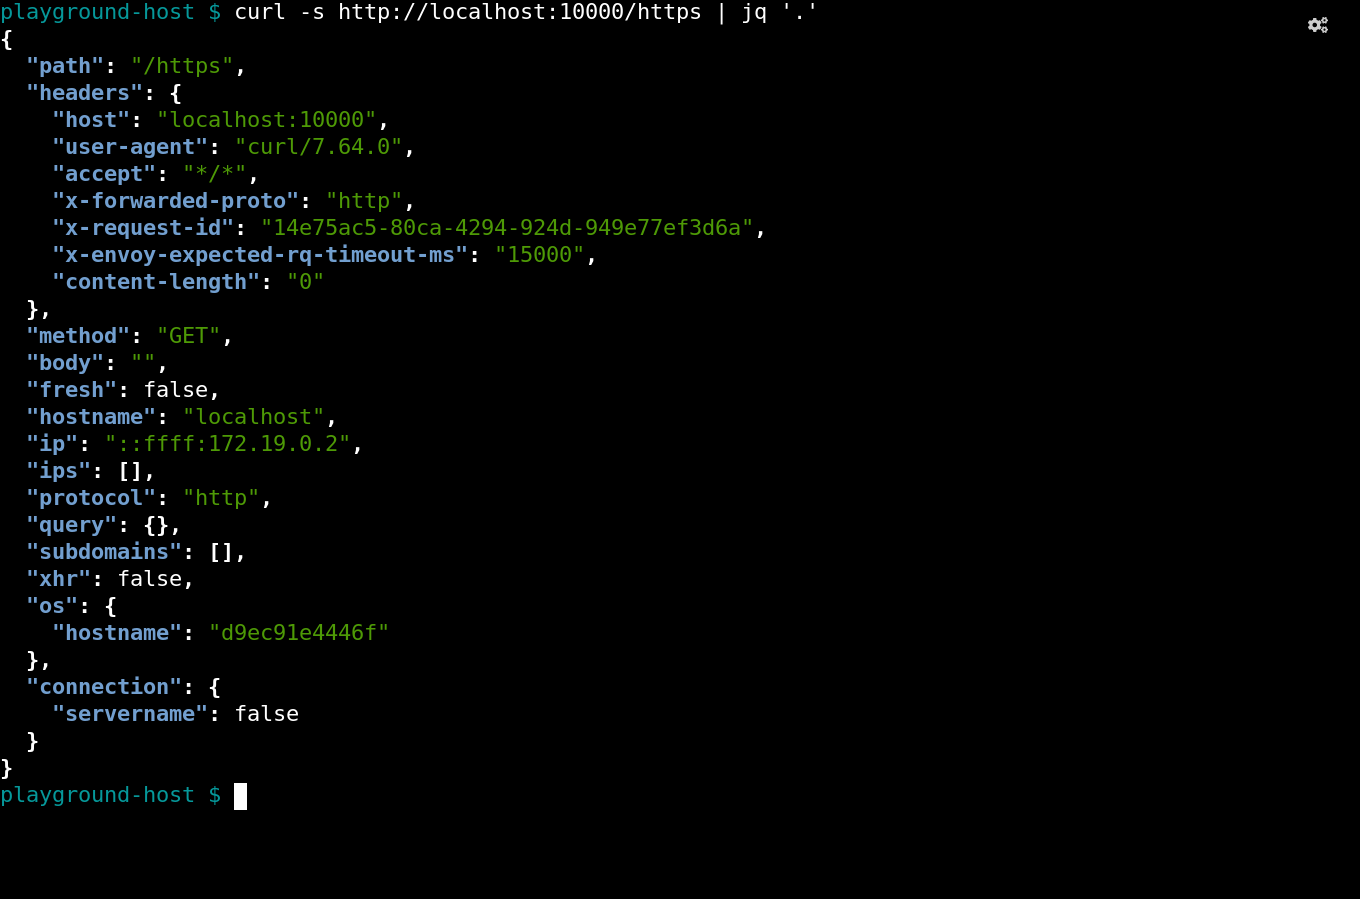 playground-host $ curl -s http://localhost:10000/https | jq '.'
{
  "path": "/https",
  "headers": {
    "host": "localhost:10000",
    "user-agent": "curl/7.64.0",
    "accept": "*/*",
    "x-forwarded-proto": "http",
    "x-request-id": "14e75ac5-80ca-4294-924d-949e77ef3d6a",
    "x-envoy-expected-rq-timeout-ms": "15000",
    "content-length": "0"
  },
  "method": "GET",
  "body": "",
  "fresh": false,
  "hostname": "localhost",
  "ip": "::ffff:172.19.0.2",
  "ips": [],
  "protocol": "http",
  "query": {},
  "subdomains": [],
  "xhr": false,
  "os": {
    "hostname": "d9ec91e4446f"
  },
  "connection": {
    "servername": false
  }
}
playground-host $